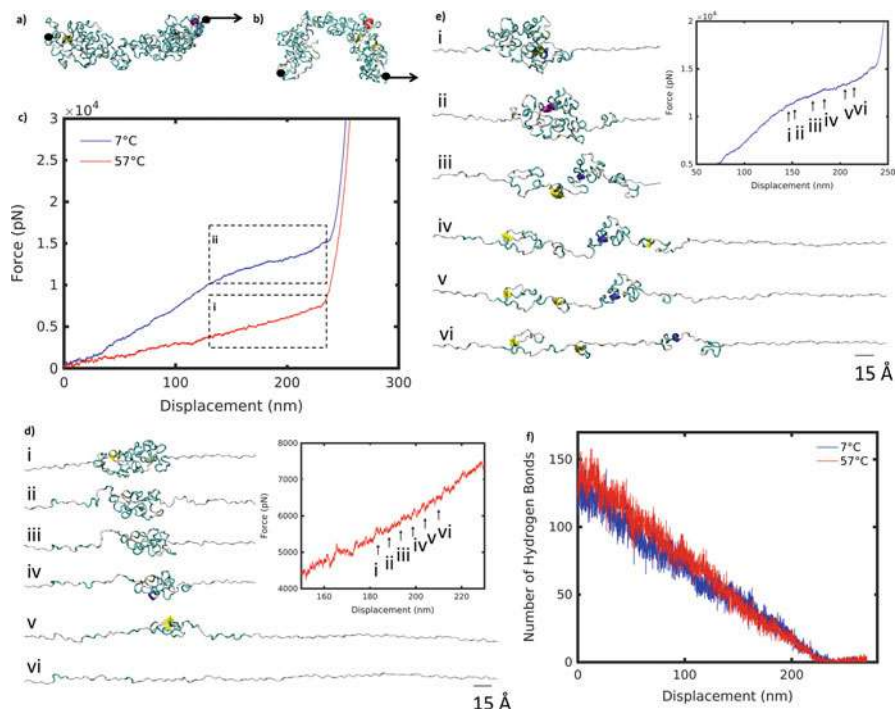 a)
b)
c)
×10⁴
3
2.5
2
1.5
1
0.5
0
0
100
200
300
Force (pN)
Displacement (nm)
7°C
57°C
ii
i
d)
i
ii
iii
iv
v
vi
8000
7000
6000
5000
4000
160
180
200
220
Force (pN)
Displacement (nm)
i
ii
iii
iv
v
vi
15 Å
e)
i
ii
iii
iv
v
vi
2 ×10⁴
1.5
1
0.5
50
100
150
200
250
Force (pN)
Displacement (nm)
i
ii
iii
iv
v
vi
15 Å
f)
150
100
50
0
0
100
200
Number of Hydrogen Bonds
Displacement (nm)
7°C
57°C